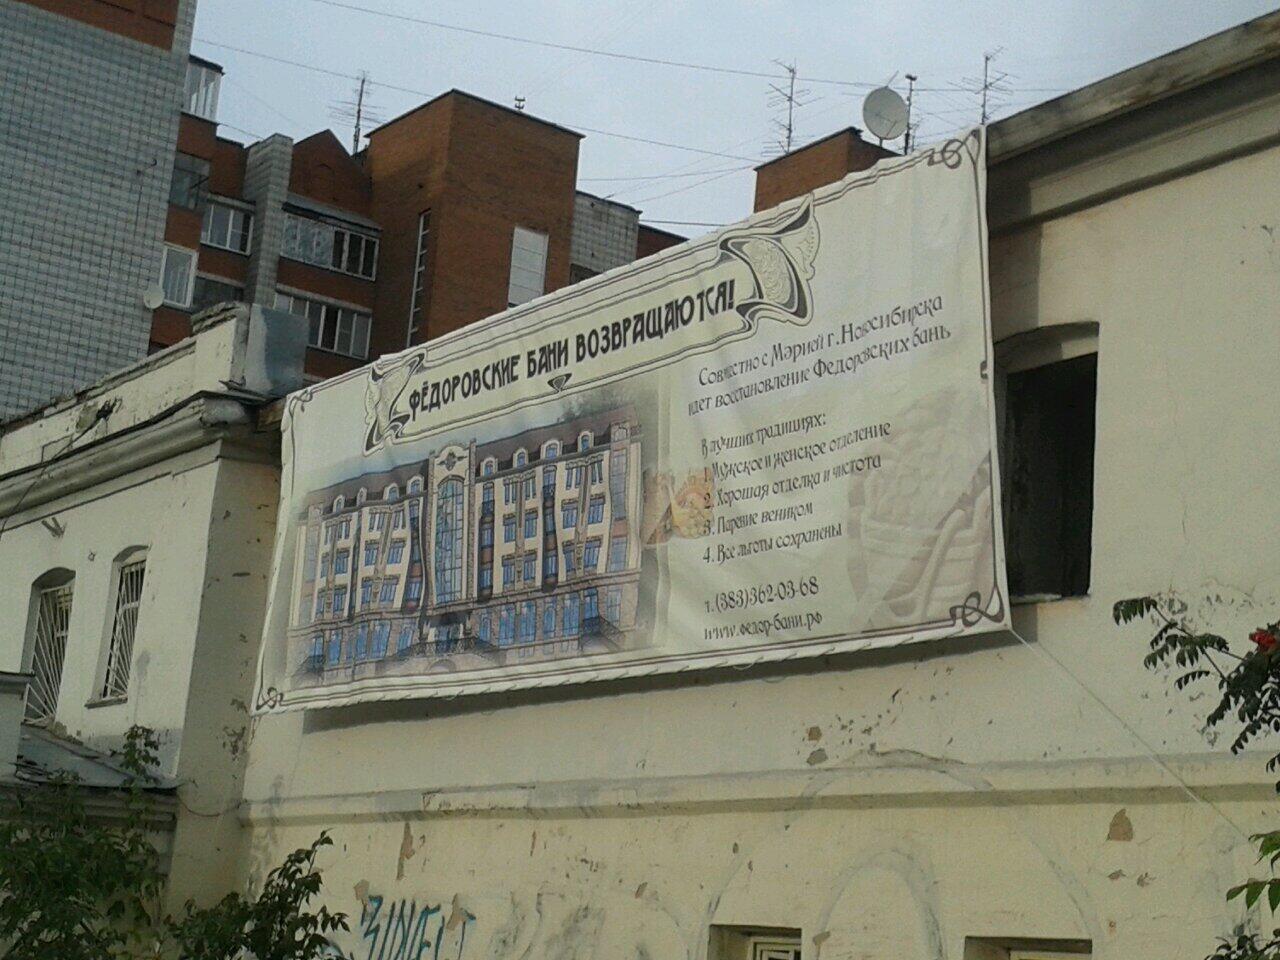 ФЁДОРОВСКИЕ БАНИ ВОЗВРАЩАЮТСЯ!
Совместно с Мэрией г. Новосибирска
идет восстановление Федоровских бань
В лучших традициях:
1. Мужское и женское отделение
2. Хорошая отделка и чистота
3. Парение веником
4. Все льготы сохранены
т. (383)362-03-68
www.федор-бани.рф